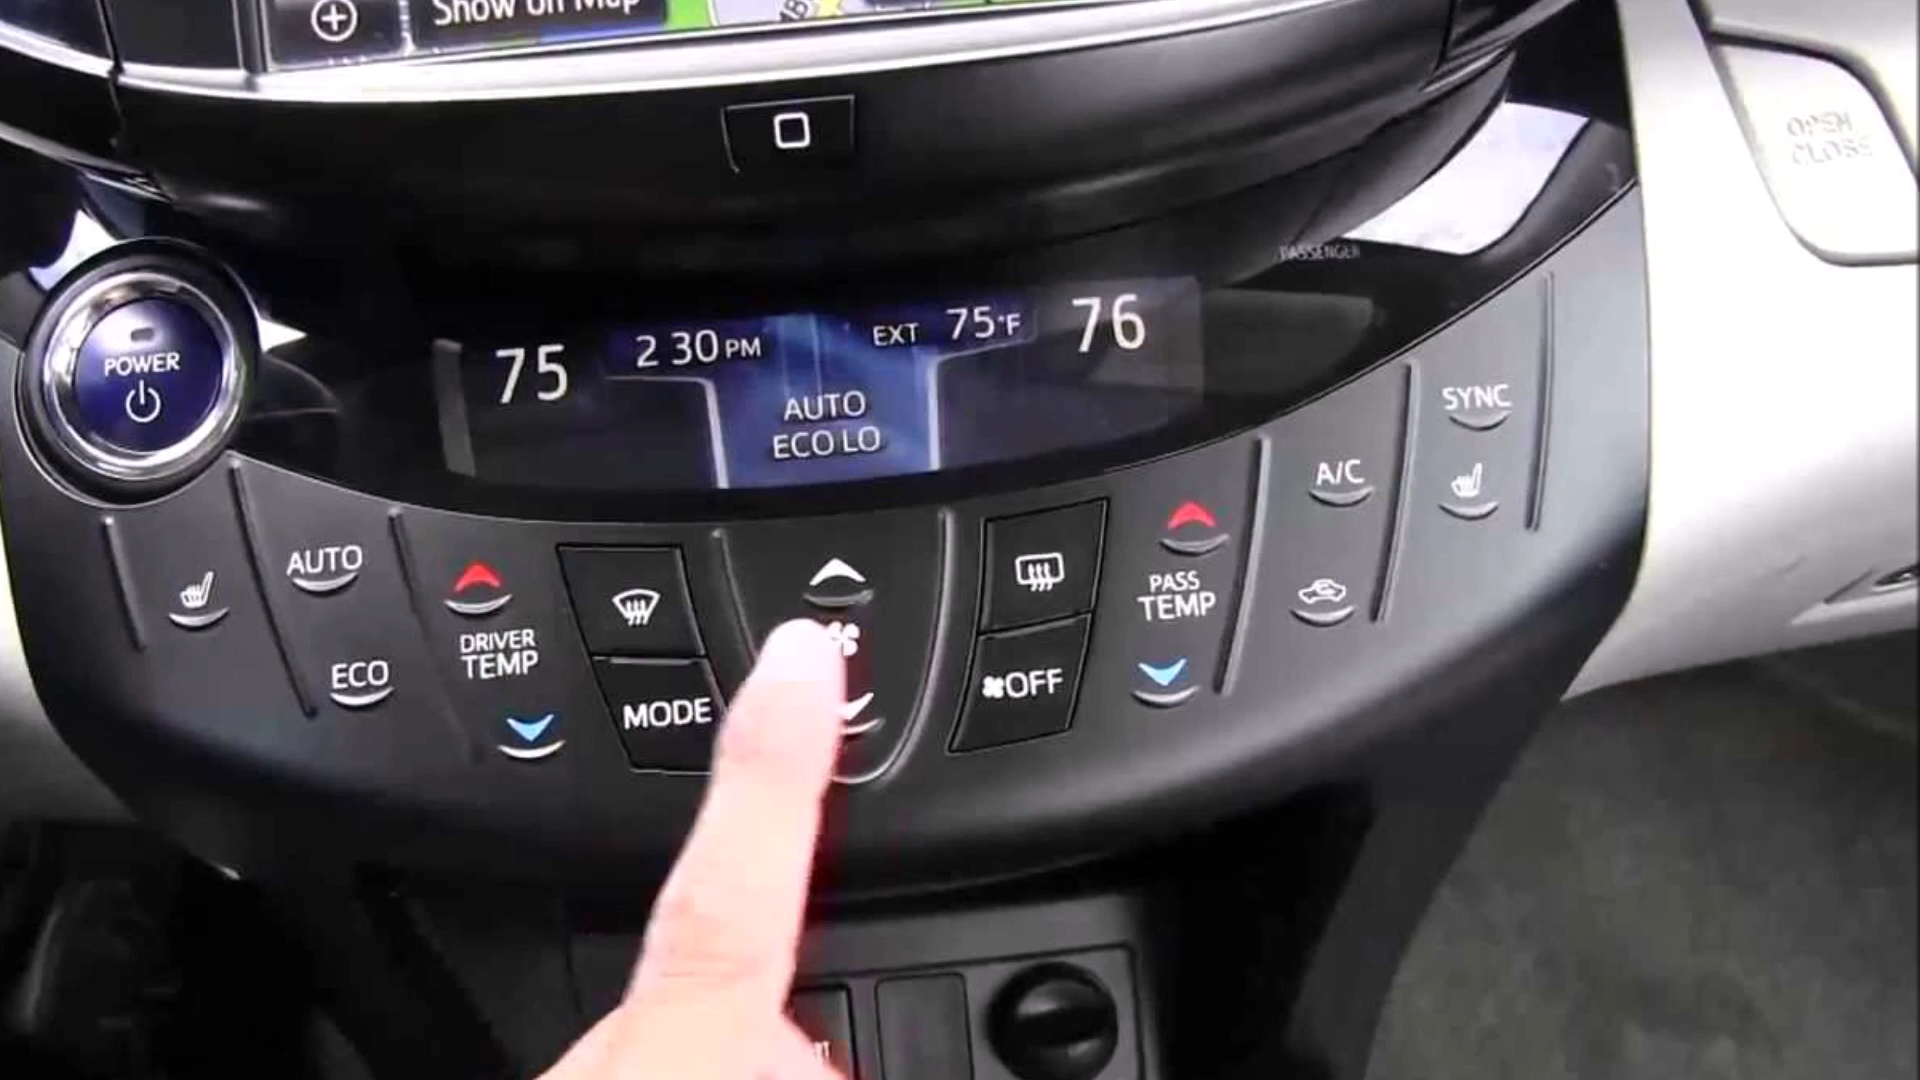 Show on Map
PASSENGER
OPEN
CLOSE
POWER
75
2 30 PM
EXT 75°F
76
AUTO
ECO LO
SYNC
A/C
AUTO
ECO
DRIVER
TEMP
MODE
OFF
PASS
TEMP